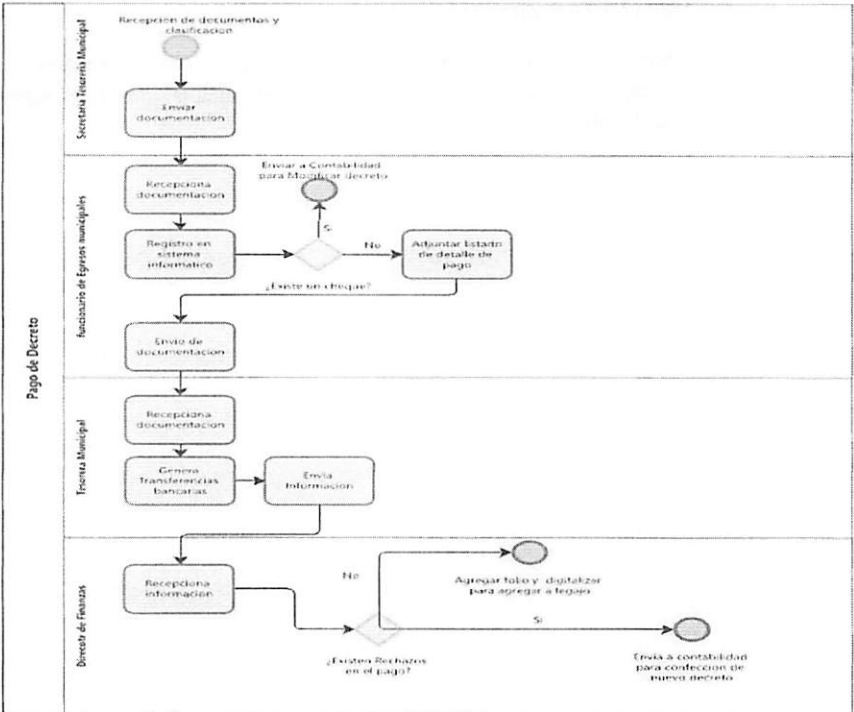 Pago de Decreto
Secretaria Tesoreria Municipal
Recepcion de documentos y
clasificacion
Enviar
documentacion
funcionario de Egresos municipales
Recepciona
documentacion
Enviar a Contabilidad
para Modificar decreto
Registro en
sistema
informatico
Si
No
Adjuntar listado
de detalle de
pago
¿Existe un cheque?
Envio de
documentacion
Tesorera Municipal
Recepciona
documentacion
Genera
Transferencias
bancarias
Envia
Informacion
Direcotr de Finanzas
Recepciona
informacion
No
Agregar folio y digitalizar
para agregar a legajo
Si
¿Existen Rechazos
en el pago?
Envia a contabilidad
para confeccion de
nuevo decreto